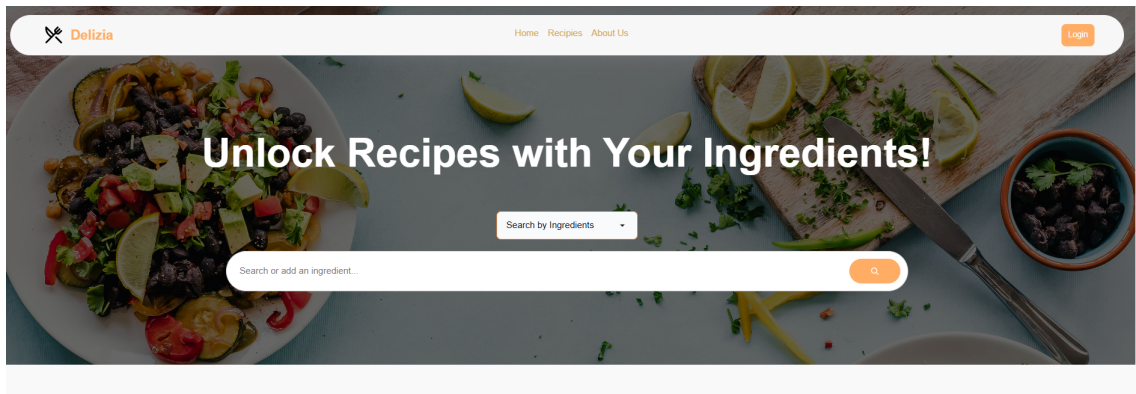 Delizia
Home Recipies About Us
Login
Unlock Recipes with Your Ingredients!
Search by Ingredients
Search or add an ingredient...